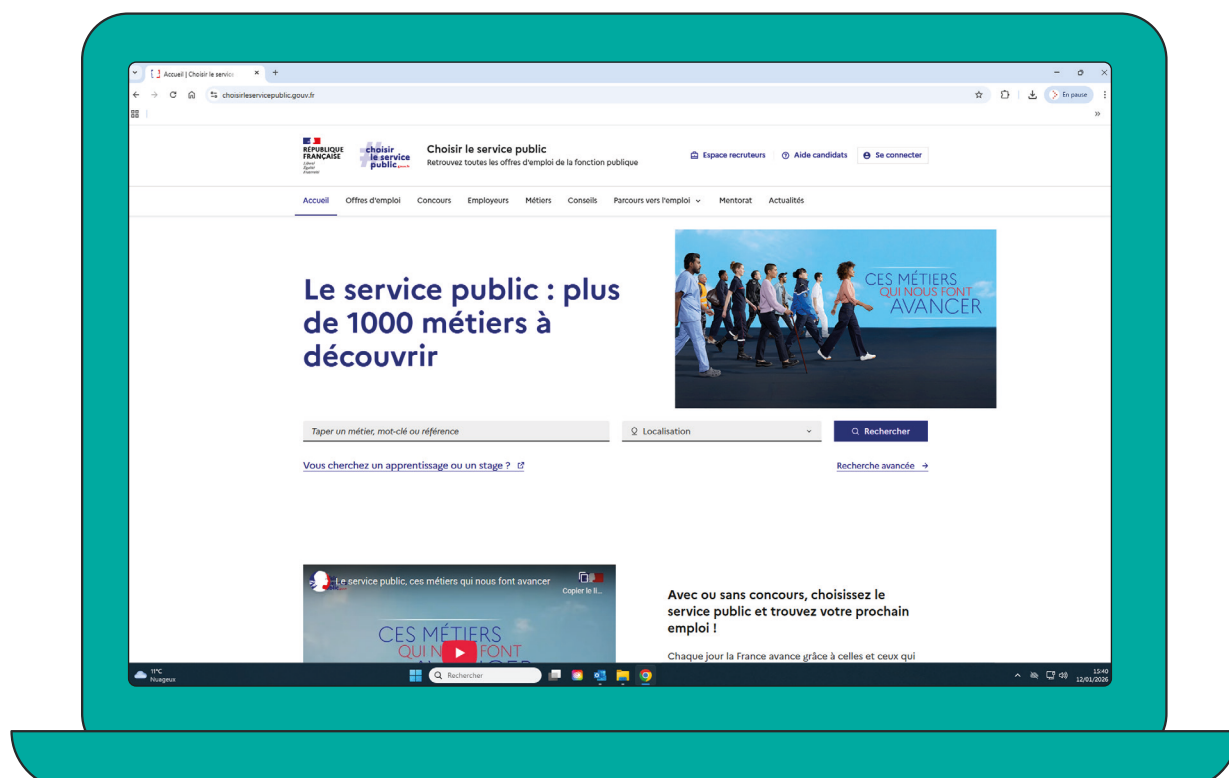 Accueil | Choisir le servic
choisirleservicepublic.gouv.fr
En pause
RÉPUBLIQUE
FRANÇAISE
Liberté
Égalité
Fraternité
choisir
le service
public.gouv.fr
Choisir le service public
Retrouvez toutes les offres d'emploi de la fonction publique
Espace recruteurs
Aide candidats
Se connecter
Accueil
Offres d'emploi
Concours
Employeurs
Métiers
Conseils
Parcours vers l'emploi
Mentorat
Actualités
Le service public : plus
de 1000 métiers à
découvrir
CES MÉTIERS
QUI NOUS FONT
AVANCER
Taper un métier, mot-clé ou référence
Localisation
Rechercher
Vous cherchez un apprentissage ou un stage ?
Recherche avancée
Le service public, ces métiers qui nous font avancer
Copier le li...
CES MÉTIERS
QUI N FONT
Avec ou sans concours, choisissez le
service public et trouvez votre prochain
emploi !
Chaque jour la France avance grâce à celles et ceux qui
11°C
Nuageux
Rechercher
15:40
12/01/2026